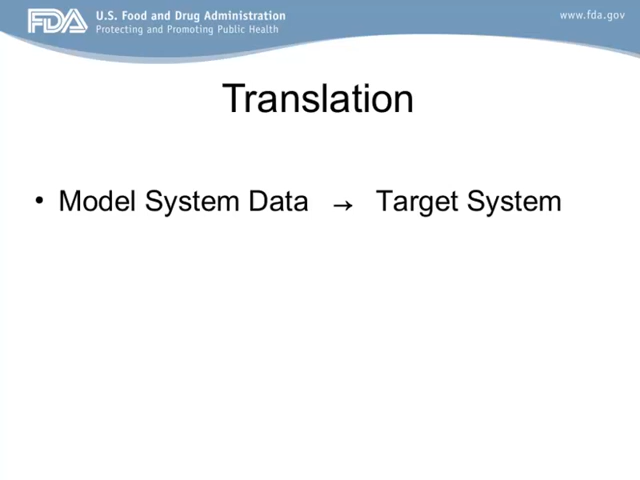 FDA U.S. Food and Drug Administration
Protecting and Promoting Public Health
www.fda.gov
Translation
• Model System Data → Target System